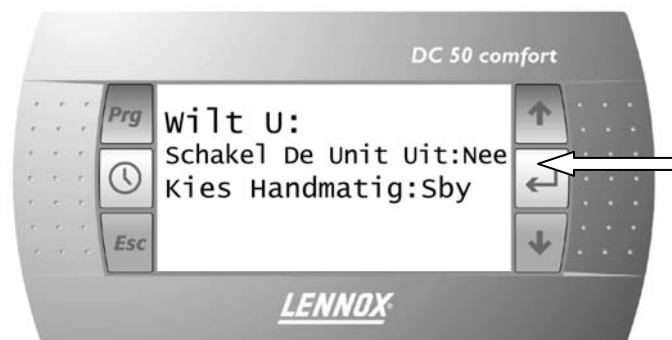 DC 50 comfort
Prg
Wilt U:
Schakel De Unit Uit:Nee
Kies Handmatig:Sby
Esc
LENNOX